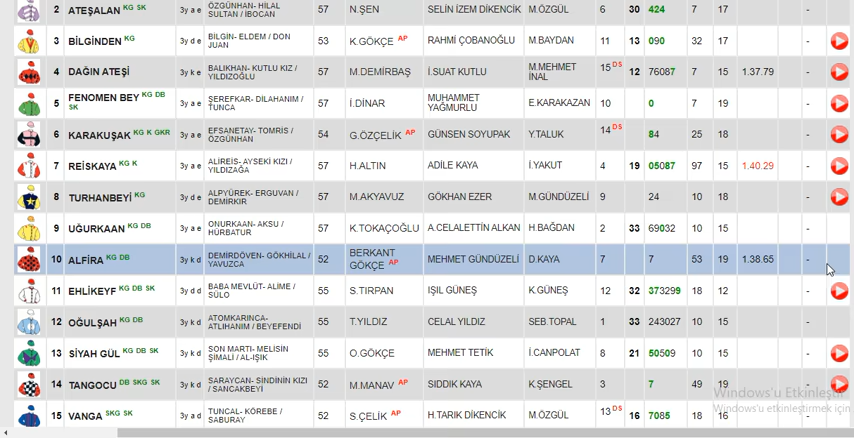 2 ATEŞALAN KG SK 3y a e ÖZGÜNHAN- HİLAL SULTAN / İBOCAN 57 N.ŞEN SELİN İZEM DİKENCİK M.ÖZGÜL 6 30 424 7 17 -
3 BİLGİNDEN KG 3y d e BİLGİN- ELDEM / DON JUAN 53 K.GÖKÇE AP RAHMİ ÇOBANOĞLU M.BAYDAN 11 13 090 32 17 -
4 DAĞIN ATEŞİ 3y k e BALIKHAN- KUTLU KIZ / YILDIZOĞLU 57 M.DEMİRBAŞ İ.SUAT KUTLU M.MEHMET İNAL 15 DS 12 76087 7 15 1.37.79 -
5 FENOMEN BEY KG DB SK 3y a e ŞEREFKAR- DİLAHANIM / TUNCA 57 İ.DİNAR MUHAMMET YAĞMURLU E.KARAKAZAN 10 0 7 19 -
6 KARAKUŞAK KG K GKR 3y a e EFSANETAY- TOMRİS / ÖZGÜNHAN 54 G.ÖZÇELİK AP GÜNSEN SOYUPAK Y.TALUK 14 DS 84 25 18 -
7 REİSKAYA KG K 3y a e ALİREİS- AYSEKİ KIZI / YILDIZAĞA 57 H.ALTIN ADİLE KAYA İ.YAKUT 4 19 05087 97 15 1.40.29 -
8 TURHANBEYİ KG 3y d e ALPYÜREK- ERGUVAN / DEMİRKIR 57 M.AKYAVUZ GÖKHAN EZER M.GÜNDÜZELİ 9 24 10 18 -
9 UĞURKAAN KG DB 3y a e ONURKAAN- AKSU / HÜRBATUR 57 K.TOKAÇOĞLU A.CELALETTİN ALKAN H.BAĞDAN 2 33 69032 10 15 -
10 ALFİRA KG DB 3y k d DEMİRDÖVEN- GÖKHİLAL / YAVUZCA 52 BERKANT GÖKÇE AP MEHMET GÜNDÜZELİ D.KAYA 7 7 53 19 1.38.65 -
11 EHLİKEYF KG DB SK 3y d d BABA MEVLÜT- ALİME / SÜLO 55 S.TIRPAN IŞIL GÜNEŞ K.GÜNEŞ 12 32 373299 18 12 -
12 OĞULŞAH KG DB 3y k d ATOMKARINCA- ATLIHANIM / BEYEFENDİ 55 T.YILDIZ CELAL YILDIZ SEB.TOPAL 1 33 243027 10 15 -
13 SİYAH GÜL KG DB SK 3y k d SON MARTI- MELİSİN ŞIMALİ / AL-IŞIK 55 O.GÖKÇE MEHMET TETİK İ.CANPOLAT 8 21 50509 10 15 -
14 TANGOCU DB SKG SK 3y k d SARAYCAN- SİNDİNİN KIZI / SANCAKBEYİ 52 M.MANAV AP SIDDIK KAYA K.ŞENGEL 3 7 49 19 -
15 VANGA SKG SK 3y a d TUNCAL- KÖREBE / SABURAY 52 S.ÇELİK AP H.TARIK DİKENCİK M.ÖZGÜL 13 DS 16 7085 18 16 -
Windows'u Etkinleştir
Windows'u etkinleştirmek için